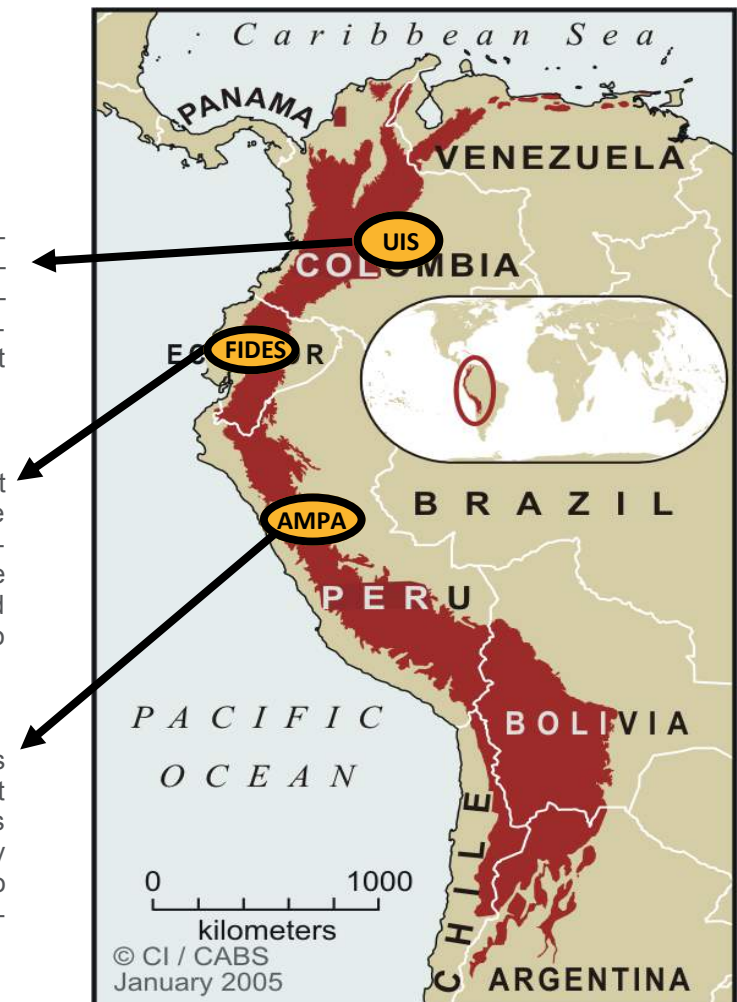 Caribbean Sea
PANAMA
VENEZUELA
UIS
COLOMBIA
FIDES
AMPA
BRAZIL
PERU
PACIFIC
OCEAN
BOLIVIA
CHILE
0 1000
kilometers
© CI / CABS
January 2005
ARGENTINA